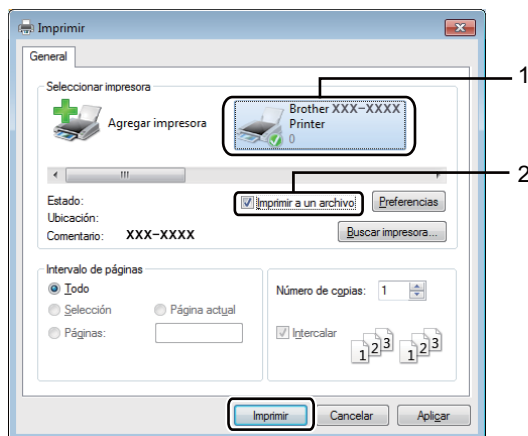 Imprimir
General
Seleccionar impresora
Agregar impresora
Brother XXX-XXXX
Printer
0
1
2
Estado:
Imprimir a un archivo
Preferencias
Ubicación:
Comentario: XXX-XXXX
Buscar impresora...
Intervalo de páginas
Todo
Selección
Página actual
Páginas:
Número de copias: 1
Intercalar
1 2 3 1 2 3
Imprimir
Cancelar
Aplicar